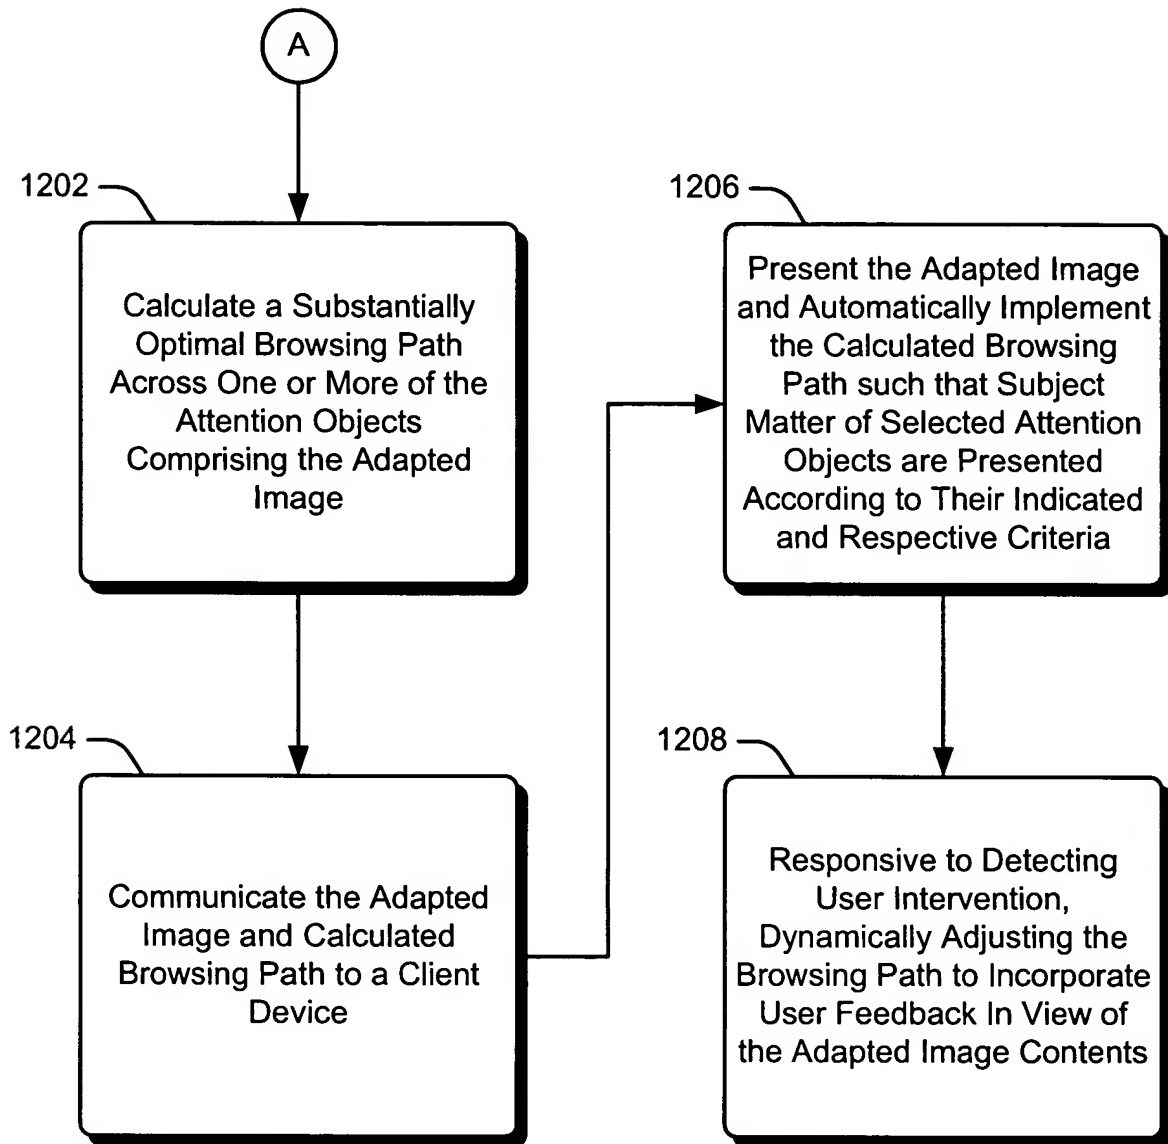 A
1202
Calculate a Substantially
Optimal Browsing Path
Across One or More of the
Attention Objects
Comprising the Adapted
Image
1204
Communicate the Adapted
Image and Calculated
Browsing Path to a Client
Device
1206
Present the Adapted Image
and Automatically Implement
the Calculated Browsing
Path such that Subject
Matter of Selected Attention
Objects are Presented
According to Their Indicated
and Respective Criteria
1208
Responsive to Detecting
User Intervention,
Dynamically Adjusting the
Browsing Path to Incorporate
User Feedback In View of
the Adapted Image Contents